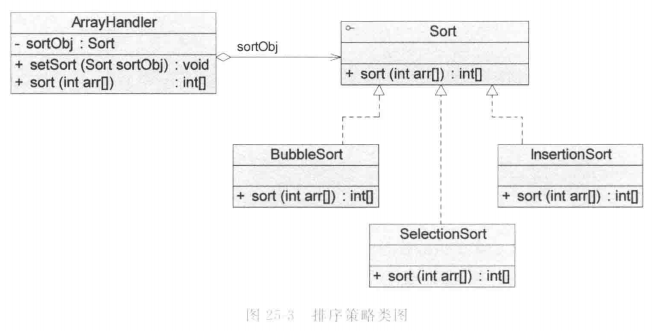 ArrayHandler
- sortObj : Sort
+ setSort (Sort sortObj) : void
+ sort (int arr[]) : int[]
sortObj
Sort
+ sort (int arr[]) : int[]
BubbleSort
+ sort (int arr[]) : int[]
InsertionSort
+ sort (int arr[]) : int[]
SelectionSort
+ sort (int arr[]) : int[]
图 25-3 排序策略类图